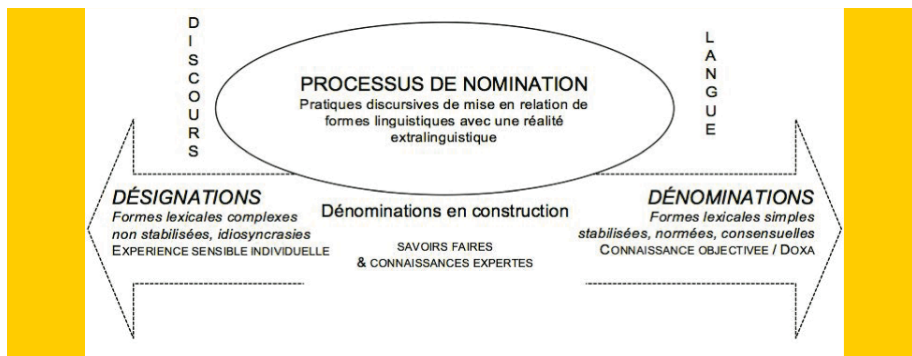 DISCOURS
LANGUE
PROCESSUS DE NOMINATION
Pratiques discursives de mise en relation de
formes linguistiques avec une réalité
extralinguistique
DÉSIGNATIONS
Formes lexicales complexes
non stabilisées, idiosyncrasies
EXPERIENCE SENSIBLE INDIVIDUELLE
Dénominations en construction
SAVOIRS FAIRES
& CONNAISSANCES EXPERTES
DÉNOMINATIONS
Formes lexicales simples
stabilisées, normées, consensuelles
CONNAISSANCE OBJECTIVEE / DOXA